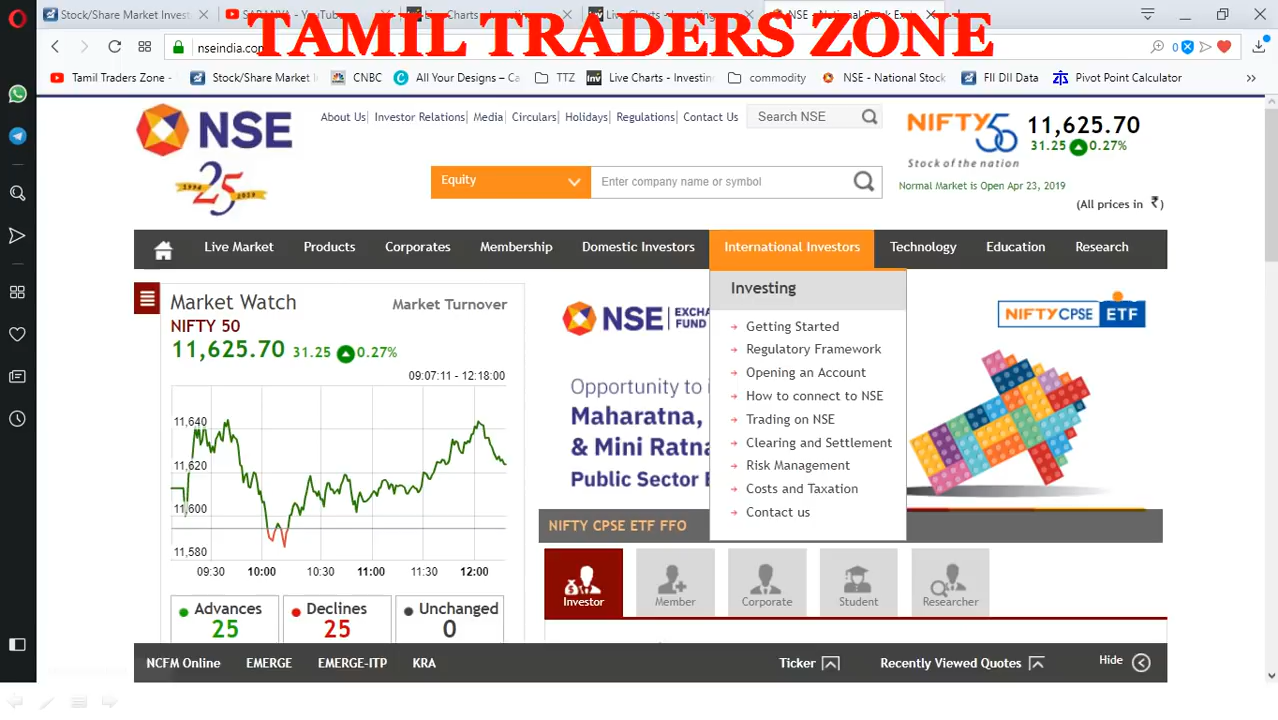 Stock/Share Market Invest
TAMIL TRADERS ZONE
nseindia.com
0
Tamil Traders Zone -
Stock/Share Market I
CNBC
All Your Designs – Ca
TTZ
Live Charts - Investin
commodity
NSE - National Stock
FII DII Data
Pivot Point Calculator
NSE
About Us| Investor Relations| Media| Circulars| Holidays| Regulations| Contact Us
Search NSE
NIFTY50
Stock of the nation
11,625.70
31.25 0.27%
25
Equity
Enter company name or symbol
Normal Market is Open Apr 23, 2019
(All prices in ₹)
Live Market
Products
Corporates
Membership
Domestic Investors
International Investors
Technology
Education
Research
Market Watch
Market Turnover
NIFTY 50
11,625.70 31.25 0.27%
09:07:11 - 12:18:00
11,640
11,620
11,600
11,580
09:30 10:00 10:30 11:00 11:30 12:00
Advances
25
Declines
25
Unchanged
0
Investing
Getting Started
Regulatory Framework
Opening an Account
How to connect to NSE
Trading on NSE
Clearing and Settlement
Risk Management
Costs and Taxation
Contact us
NSE
EXCHA
FUND
NIFTYCPSE ETF
Opportunity to i
Maharatna,
& Mini Ratna
Public Sector E
NIFTY CPSE ETF FFO
Investor
Member
Corporate
Student
Researcher
NCFM Online
EMERGE
EMERGE-ITP
KRA
Ticker
Recently Viewed Quotes
Hide